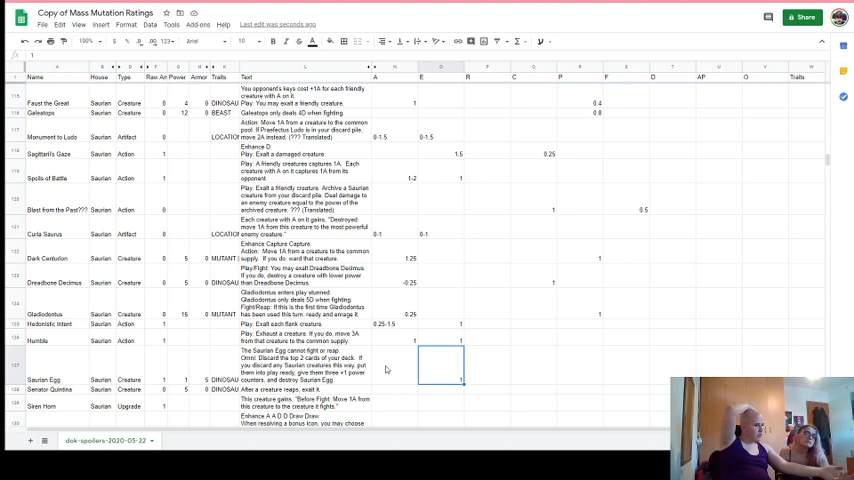 Copy of Mass Mutation Ratings
File Edit View Insert Format Data Tools Add-ons Help Last edit was seconds ago
Share
100% $ % .0 .00 123 Arial 10 B I S A
fx 1
1 Name House Type Raw Am Power Armor Traits Text A E R C P F D AP O Traits
You opponent's keys cost +1A for each friendly
creature with A on it
115 Faust the Great Saurian Creature 0 4 0 DINOSAU Play: You may exalt a friendly creature. 1 0.4
116 Galeatops Saurian Creature 0 12 0 BEAST Galeatops only deals 4D when fighting 0.8
Action: Move 1A from a creature to the common
117 pool. If Praefectus Ludo is in your discard pile,
Monument to Ludo Saurian Artifact 0 LOCATION move 2A instead. (??? Translated) 0-1.5 0-1.5
118 Enhance D.
Sagittarii's Gaze Saurian Action 1 Play: Exalt a damaged creature. 1.5 0.25
Play: A friendly creatures captures 1A. Each
119 creature with A on it captures 1A from its
Spoils of Battle Saurian Action 1 opponent 1-2 1
Play: Exalt a friendly creature. Archive a Saurian
creature from your discard pile. Deal damage to
120 an enemy creature equal to the power of the
Blast from the Past??? Saurian Action 0 archived creature. ??? (Translated) 1 0.5
Each creature with A on it gains, "Destroyed:
121 move 1A from this creature to the most powerful
Curia Saurus Saurian Artifact 0 LOCATION enemy creature." 0-1 0-1
Enhance Capture Capture.
122 Action: Move 1A from a creature to the common
Dark Centurion Saurian Creature 0 5 0 MUTANT supply. If you do, ward that creature. 1.25 1
Play/Fight: You may exalt Dreadbone Decimus.
123 If you do, destroy a creature with lower power
Dreadbone Decimus Saurian Creature 0 5 0 DINOSAU than Dreadbone Decimus. -0.25 1
Gladiodontus enters play stunned.
124 Gladiodontus only deals 5D when fighting.
Fight/Reap: If this is the first time Gladiodontus
Gladiodontus Saurian Creature 0 15 0 MUTANT has been used this turn, ready and enrage it. 0.25 1
125 Hedonistic Intent Saurian Action 1 Play: Exalt each flank creature. 0.25-1.5 1
126 Play: Exhaust a creature. If you do, move 3A
Humble Saurian Action 1 from that creature to the common supply. 1 1
The Saurian Egg cannot fight or reap.
Omni: Discard the top 2 cards of your deck. If
127 you discard any Saurian creatures this way, put
them into play ready, give them three +1 power
Saurian Egg Saurian Creature 1 1 5 DINOSAU counters, and destroy Saurian Egg. 1
128 Senator Quintina Saurian Creature 0 5 0 DINOSAU After a creature reaps, exalt it.
129 This creature gains, "Before Fight: Move 1A from
Siren Horn Saurian Upgrade 1 this creature to the creature it fights."
Enhance A A D D Draw Draw.
When resolving a bonus icon, you may choose
dok-spoilers-2020-05-22